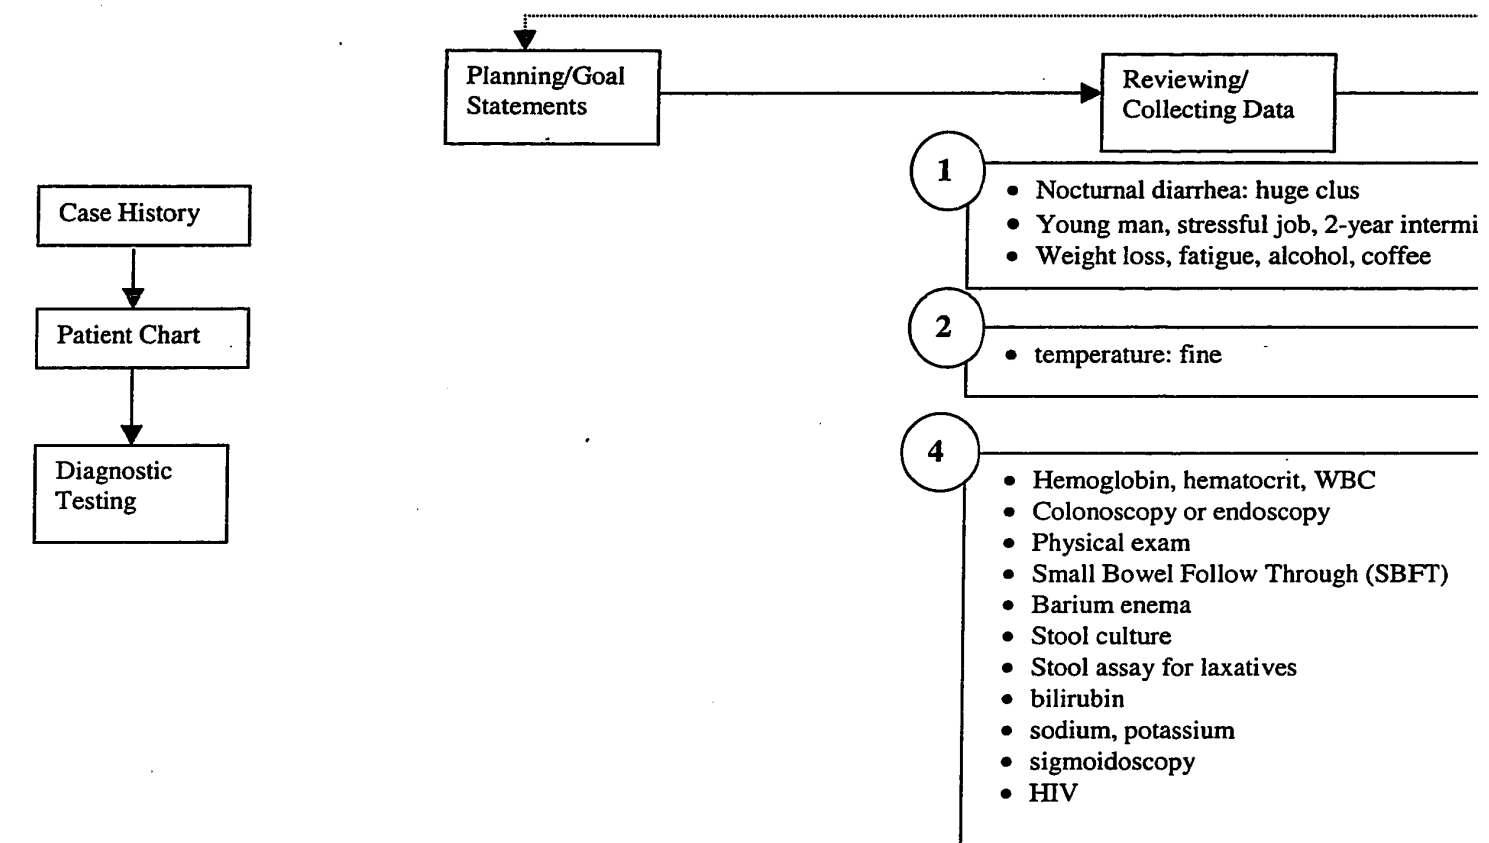 Planning/Goal
Statements
Reviewing/
Collecting Data
Case History
Patient Chart
Diagnostic
Testing
1
• Nocturnal diarrhea: huge clus
• Young man, stressful job, 2-year intermi
• Weight loss, fatigue, alcohol, coffee
2
• temperature: fine
4
• Hemoglobin, hematocrit, WBC
• Colonoscopy or endoscopy
• Physical exam
• Small Bowel Follow Through (SBFT)
• Barium enema
• Stool culture
• Stool assay for laxatives
• bilirubin
• sodium, potassium
• sigmoidoscopy
• HIV